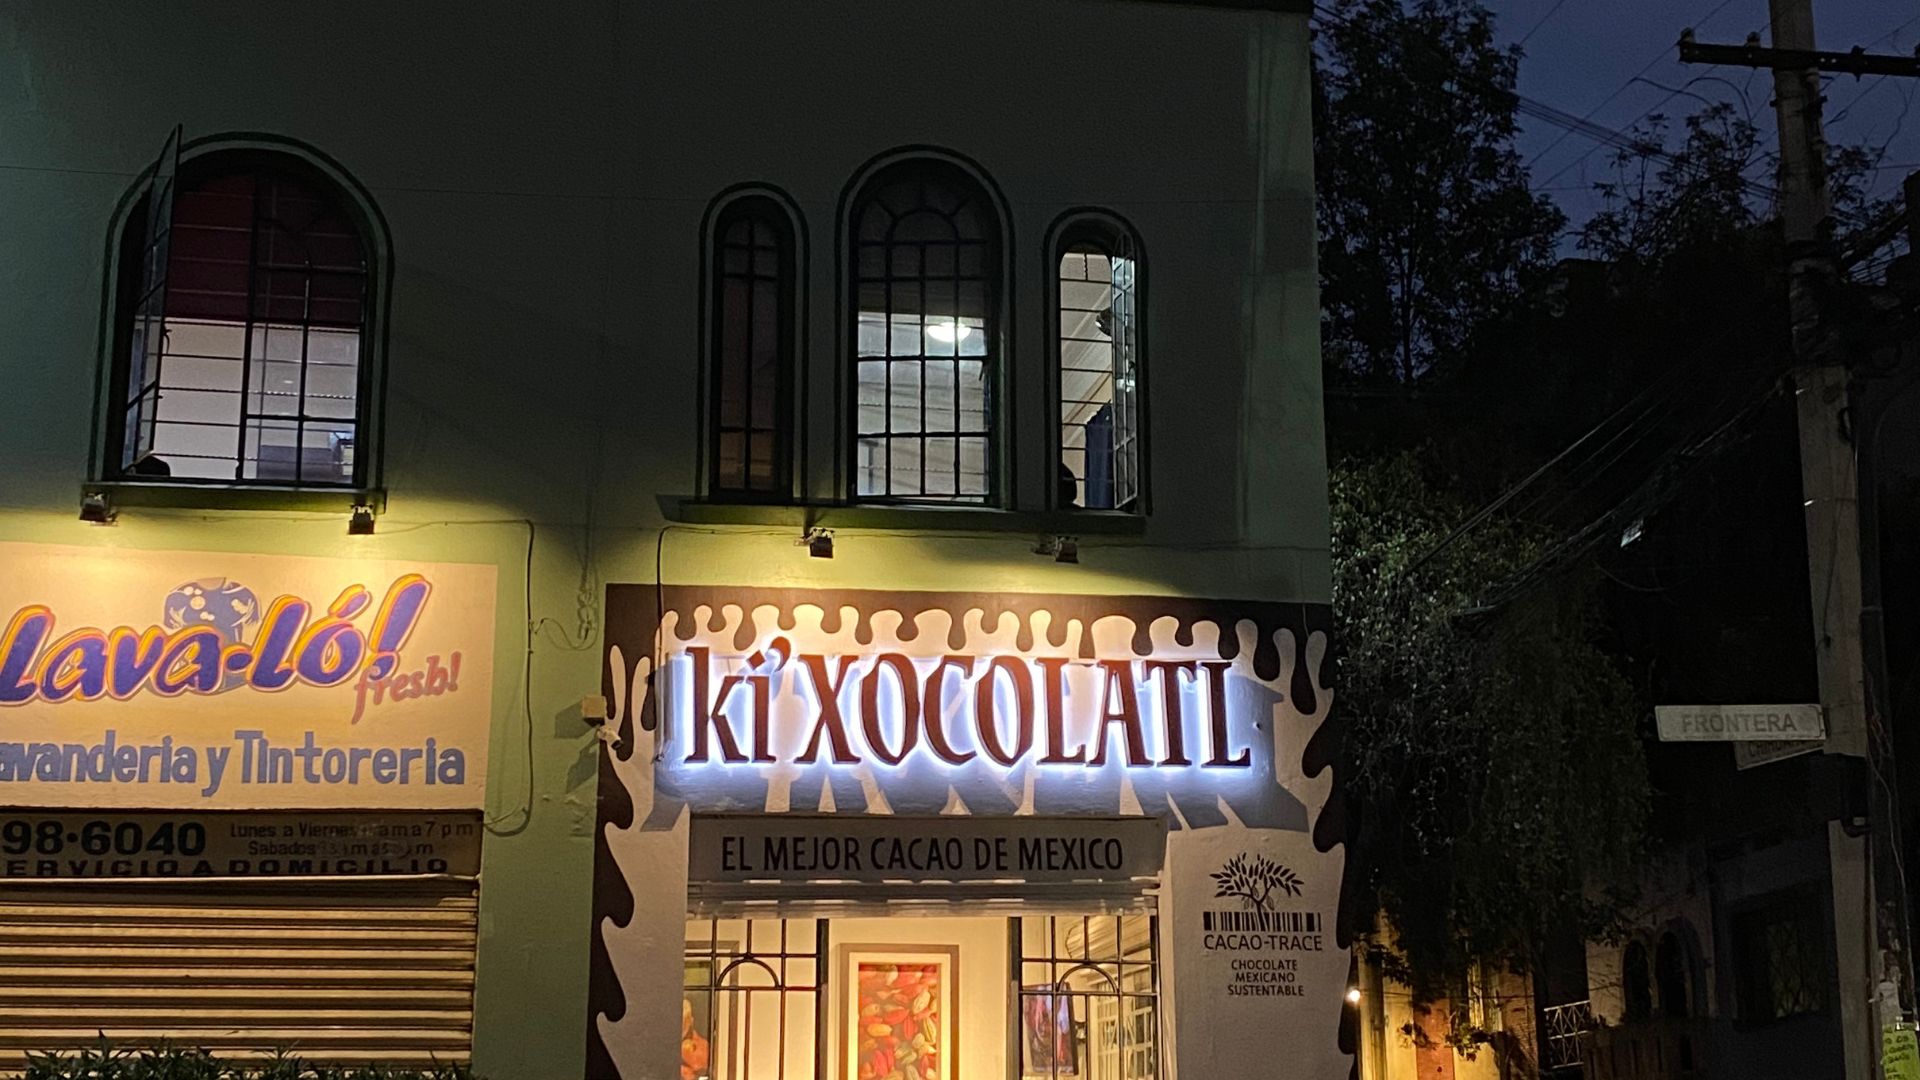 Lava-Ló!
fresh!
avanderia y Tintoreria
98·6040
Lunes a Viernes
a m a 7 p m
Sabados
ERVICIO A DOMICILIO
ki'XOCOLATL
EL MEJOR CACAO DE MEXICO
CACAO-TRACE
CHOCOLATE
MEXICANO
SUSTENTABLE
FRONTERA